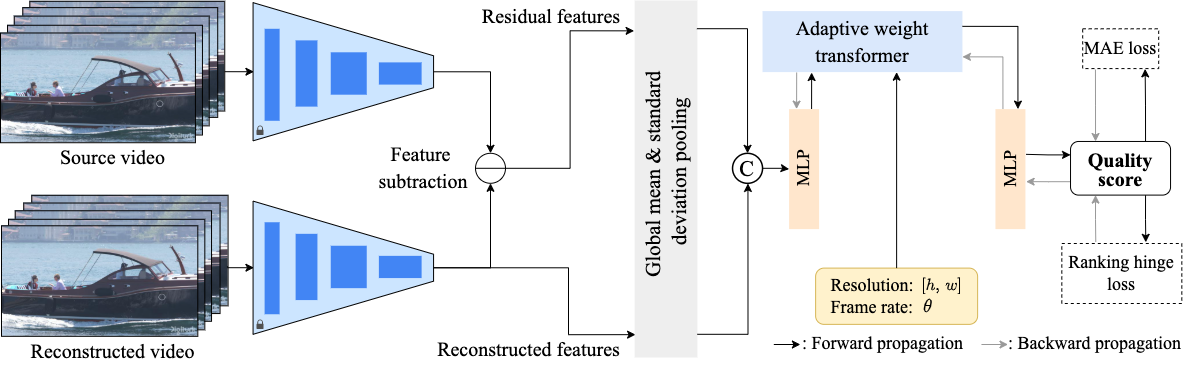 Source video
Reconstructed video
Feature
subtraction
Residual features
Reconstructed features
Global mean & standard
deviation pooling
C
MLP
Adaptive weight
transformer
Resolution: [h, w]
Frame rate: θ
MLP
MAE loss
Quality
score
Ranking hinge
loss
: Forward propagation
: Backward propagation